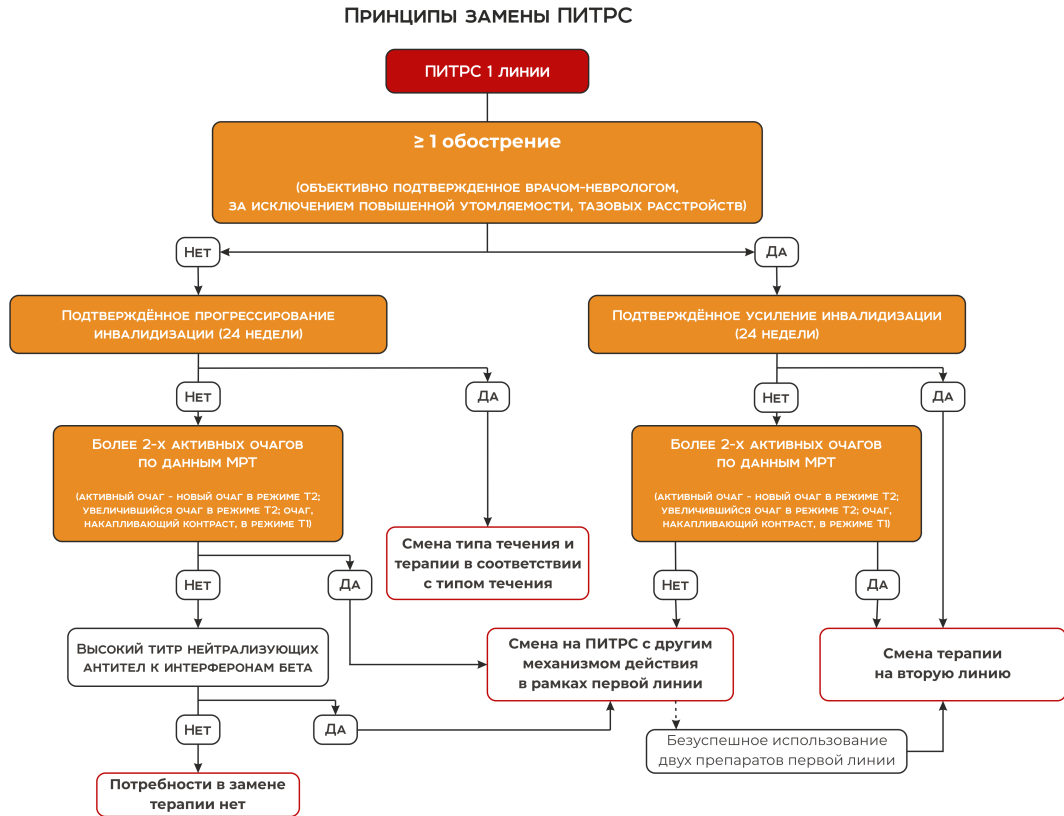 Принципы замены ПИТРС
ПИТРС 1 линии
≥ 1 обострение
(объективно подтвержденное врачом-неврологом,
за исключением повышенной утомляемости, тазовых расстройств)
Нет
Да
Подтверждённое прогрессирование
инвалидизации (24 недели)
Подтверждённое усиление инвалидизации
(24 недели)
Нет
Да
Нет
Да
Более 2-х активных очагов
по данным МРТ
(активный очаг - новый очаг в режиме Т2;
увеличившийся очаг в режиме Т2; очаг,
накапливающий контраст, в режиме Т1)
Более 2-х активных очагов
по данным МРТ
(активный очаг - новый очаг в режиме Т2;
увеличившийся очаг в режиме Т2; очаг,
накапливающий контраст, в режиме Т1)
Смена типа течения и
терапии в соответствии
с типом течения
Нет
Да
Нет
Да
Высокий титр нейтрализующих
антител к интерферонам бета
Смена на ПИТРС с другим
механизмом действия
в рамках первой линии
Смена терапии
на вторую линию
Нет
Да
Безуспешное использование
двух препаратов первой линии
Потребности в замене
терапии нет